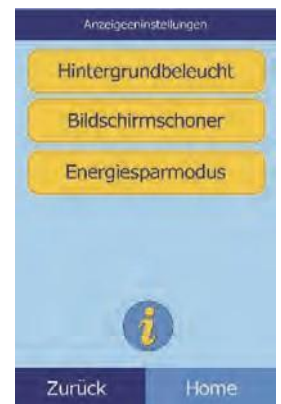 Anzeigeeinstellungen
Hintergrundbeleucht
Bildschirmschoner
Energiesparmodus
i
Zurück
Home